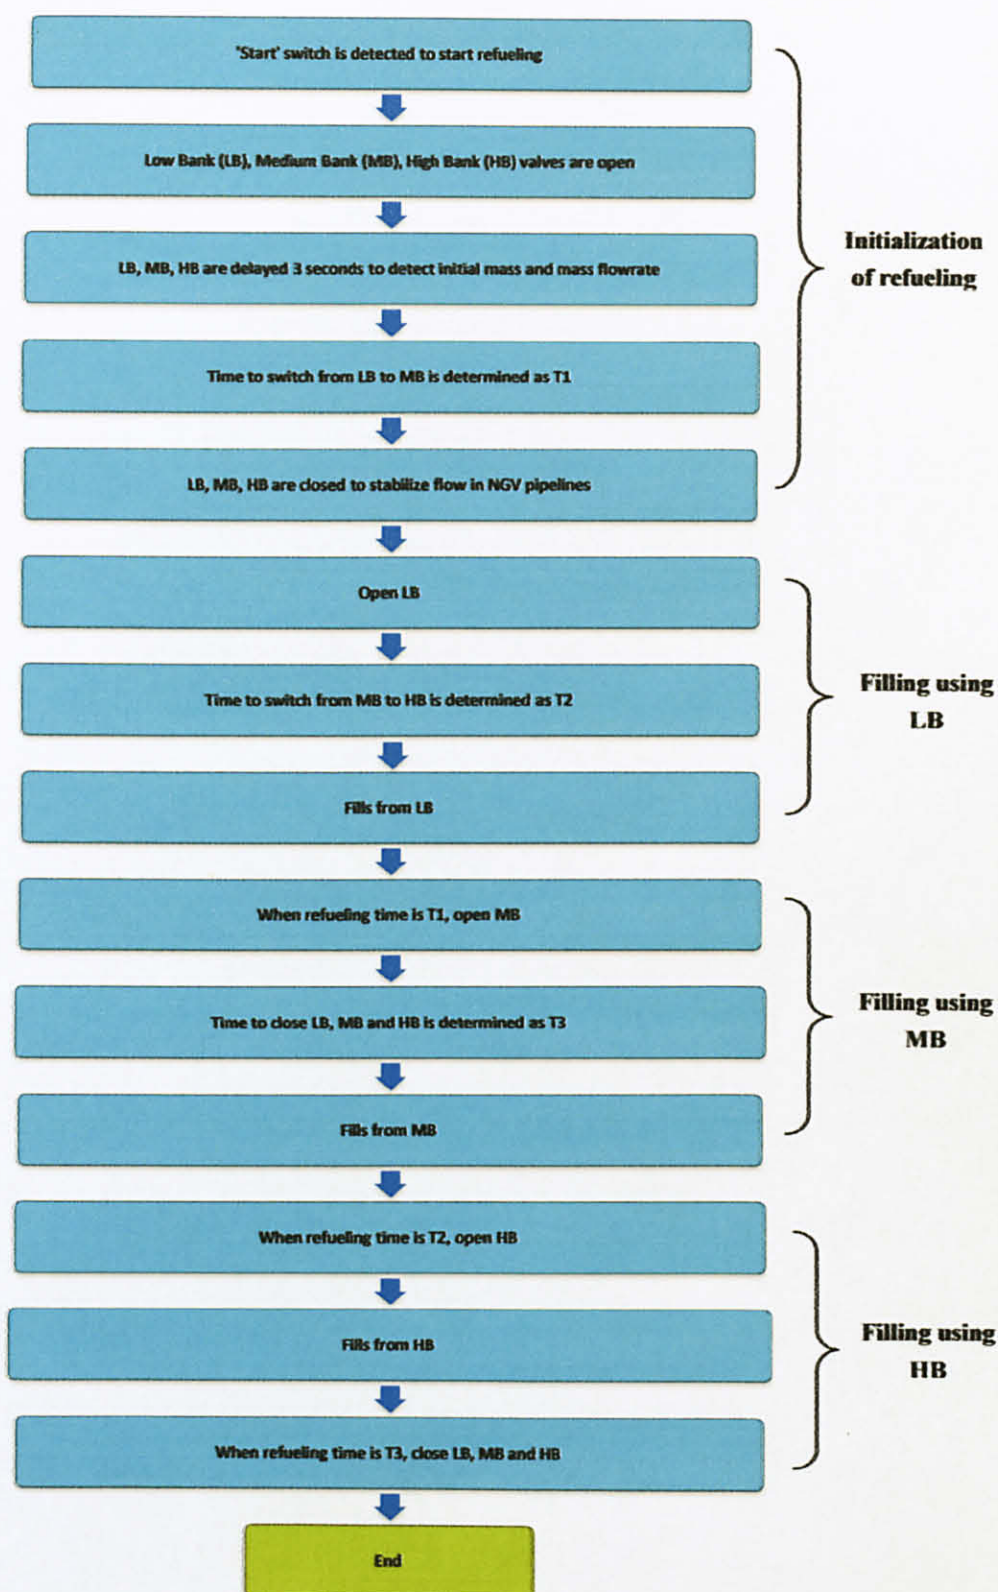 'Start' switch is detected to start refueling
Low Bank (LB), Medium Bank (MB), High Bank (HB) valves are open
LB, MB, HB are delayed 3 seconds to detect initial mass and mass flowrate
Time to switch from LB to MB is determined as T1
LB, MB, HB are closed to stabilize flow in NGV pipelines
Initialization
of refueling
Open LB
Time to switch from MB to HB is determined as T2
Fills from LB
Filling using
LB
When refueling time is T1, open MB
Time to close LB, MB and HB is determined as T3
Fills from MB
Filling using
MB
When refueling time is T2, open HB
Fills from HB
When refueling time is T3, close LB, MB and HB
Filling using
HB
End